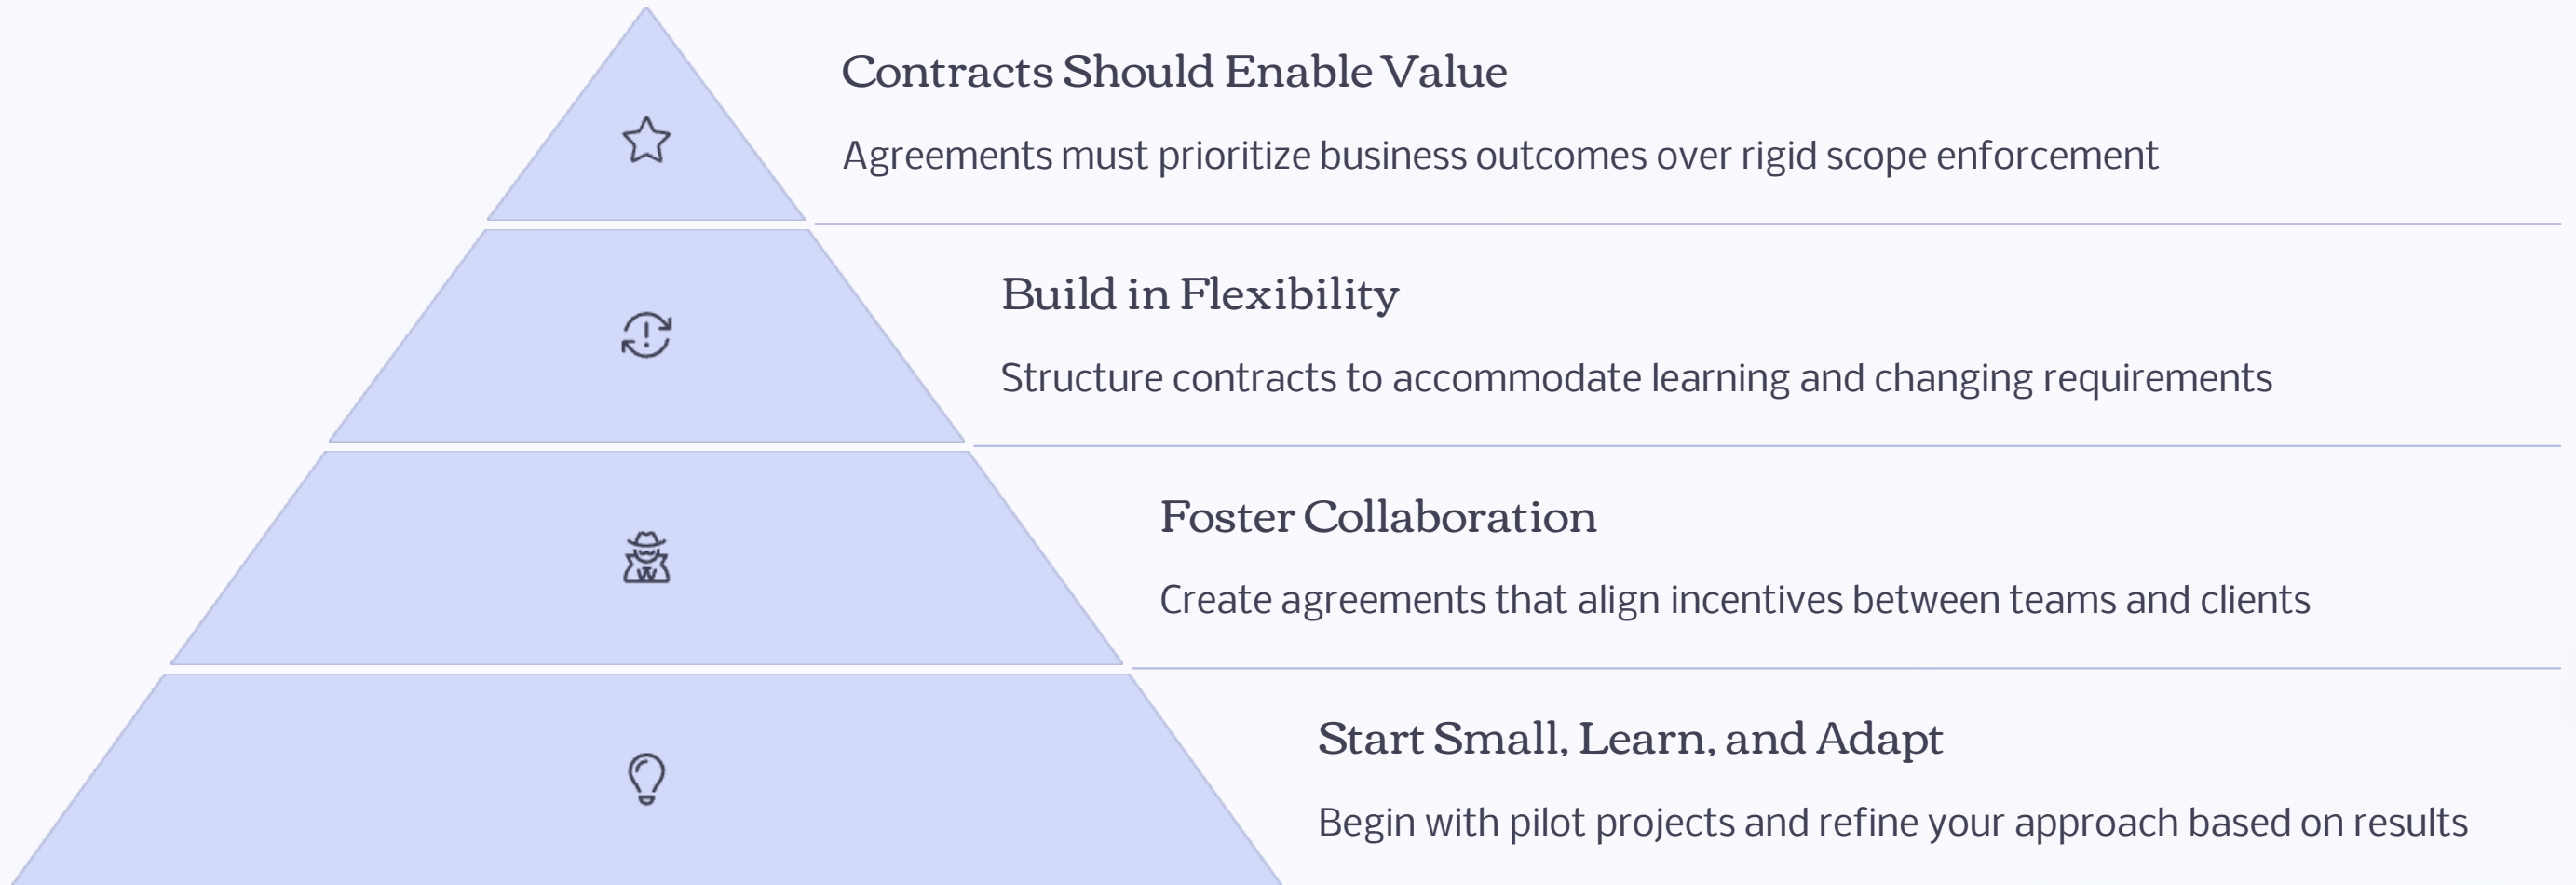 Contracts Should Enable Value
Agreements must prioritize business outcomes over rigid scope enforcement
Build in Flexibility
Structure contracts to accommodate learning and changing requirements
Foster Collaboration
Create agreements that align incentives between teams and clients
Start Small, Learn, and Adapt
Begin with pilot projects and refine your approach based on results